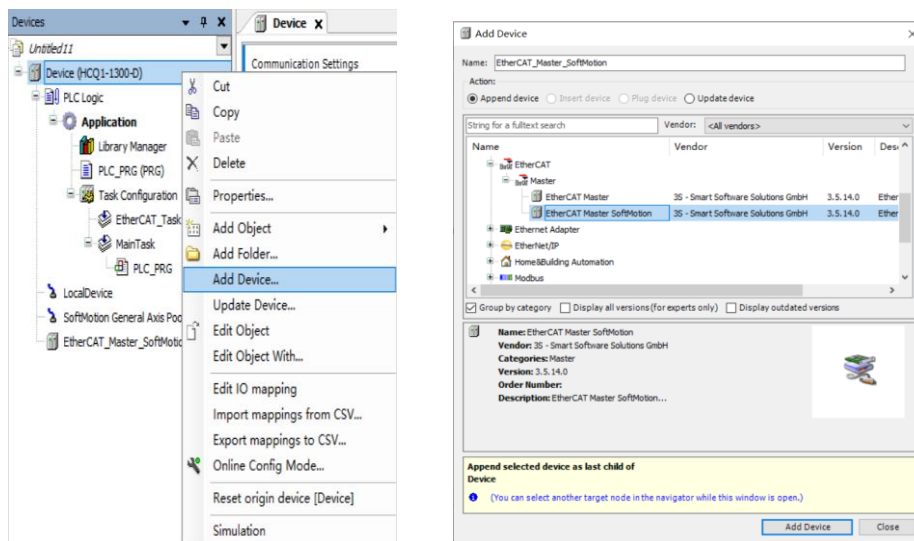 Devices
Untitled11
Device (HCQ1-1300-D)
PLC Logic
Application
Library Manager
PLC_PRG (PRG)
Task Configuration
EtherCAT_Task
MainTask
PLC_PRG
LocalDevice
SoftMotion General Axis Poo
EtherCAT_Master_SoftMotio
Device
Communication Settings
Cut
Copy
Paste
Delete
Properties...
Add Object
Add Folder...
Add Device...
Update Device...
Edit Object
Edit Object With...
Edit IO mapping
Import mappings from CSV...
Export mappings to CSV...
Online Config Mode...
Reset origin device [Device]
Simulation
Add Device
Name: EtherCAT_Master_SoftMotion
Action:
Append device Insert device Plug device Update device
String for a fulltext search Vendor: <All vendors>
Name Vendor Version Desc
EtherCAT
Master
EtherCAT Master 3S - Smart Software Solutions GmbH 3.5.14.0 Ether
EtherCAT Master SoftMotion 3S - Smart Software Solutions GmbH 3.5.14.0 Ether
Ethernet Adapter
EtherNet/IP
Home&Building Automation
Modbus
Group by category Display all versions(for experts only) Display outdated versions
Name: EtherCAT Master SoftMotion
Vendor: 3S - Smart Software Solutions GmbH
Categories: Master
Version: 3.5.14.0
Order Number:
Description: EtherCAT Master SoftMotion...
Append selected device as last child of
Device
(You can select another target node in the navigator while this window is open.)
Add Device Close